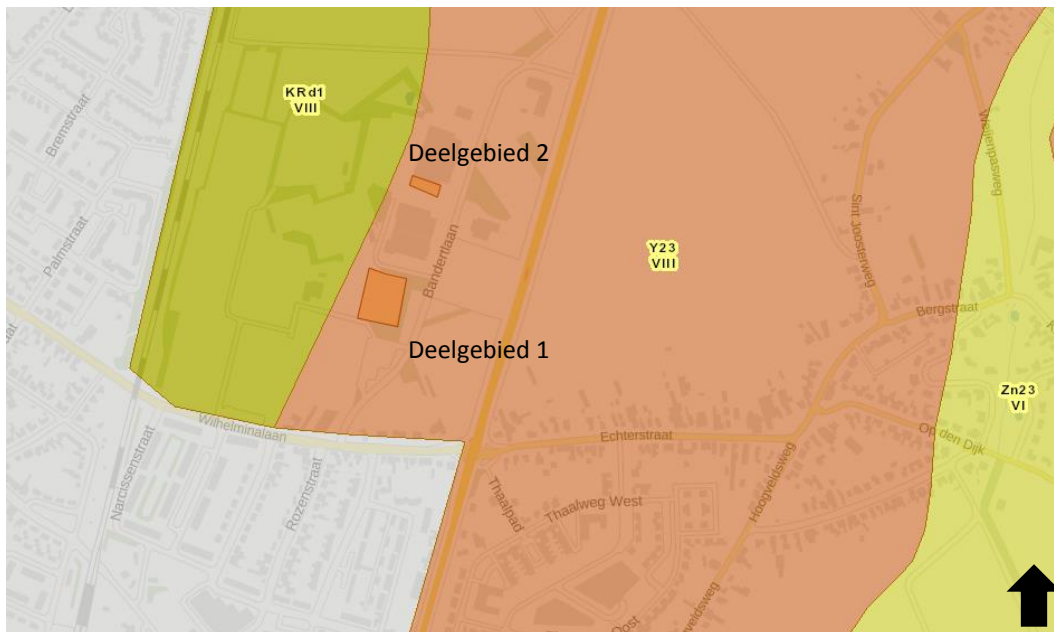 Bremstraat
KRd1
VIII
Weijenpasweg
Deelgebied 2
Palmstraat
Sint Joosterweg
Bandertlaan
Y23
VIII
Bergstraat
Deelgebied 1
Zn23
VI
Wilhelminalaan
Echterstraat
Op den Dijk
Narcissenstraat
Rozenstraat
Thaalpad
Thaalweg West
Hoogveldsweg